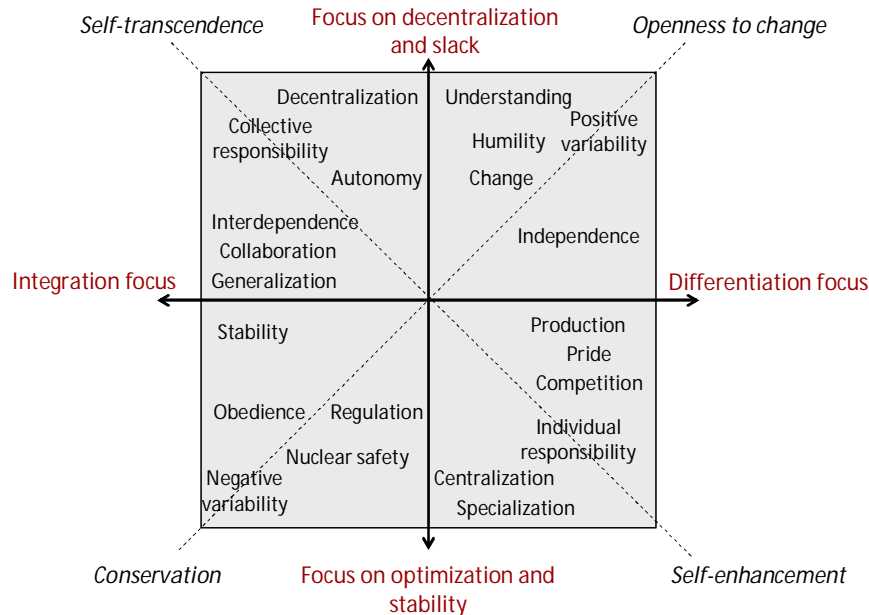 Self-transcendence
Focus on decentralization
and slack
Openness to change
Decentralization
Understanding
Collective
responsibility
Humility
Positive
variability
Autonomy
Change
Interdependence
Collaboration
Independence
Integration focus
Generalization
Differentiation focus
Stability
Production
Pride
Competition
Obedience
Regulation
Individual
responsibility
Nuclear safety
Negative
variability
Centralization
Specialization
Conservation
Focus on optimization and
stability
Self-enhancement